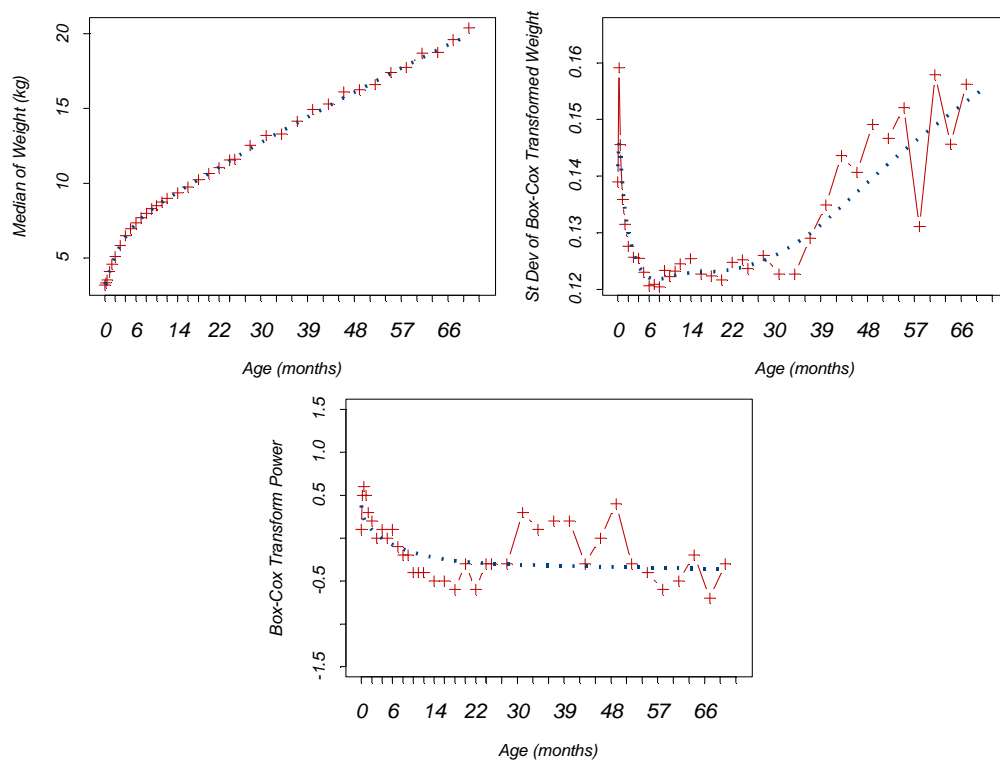 Median of Weight (kg)
20
15
10
5
0 6 14 22 30 39 48 57 66
Age (months)
St Dev of Box-Cox Transformed Weight
0.16
0.15
0.14
0.13
0.12
0 6 14 22 30 39 48 57 66
Age (months)
Box-Cox Transform Power
1.5
1.0
0.5
-0.5
-1.5
0 6 14 22 30 39 48 57 66
Age (months)